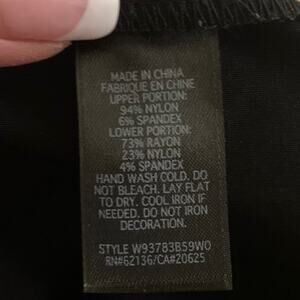 MADE IN CHINA
FABRIQUE EN CHINE
UPPER PORTION:
94% NYLON
6% SPANDEX
LOWER PORTION:
73% RAYON
23% NYLON
4% SPANDEX
HAND WASH COLD. DO
NOT BLEACH. LAY FLAT
TO DRY. COOL IRON IF
NEEDED. DO NOT IRON
DECORATION.
STYLE W93783B59WO
RN#62136/CA#20625